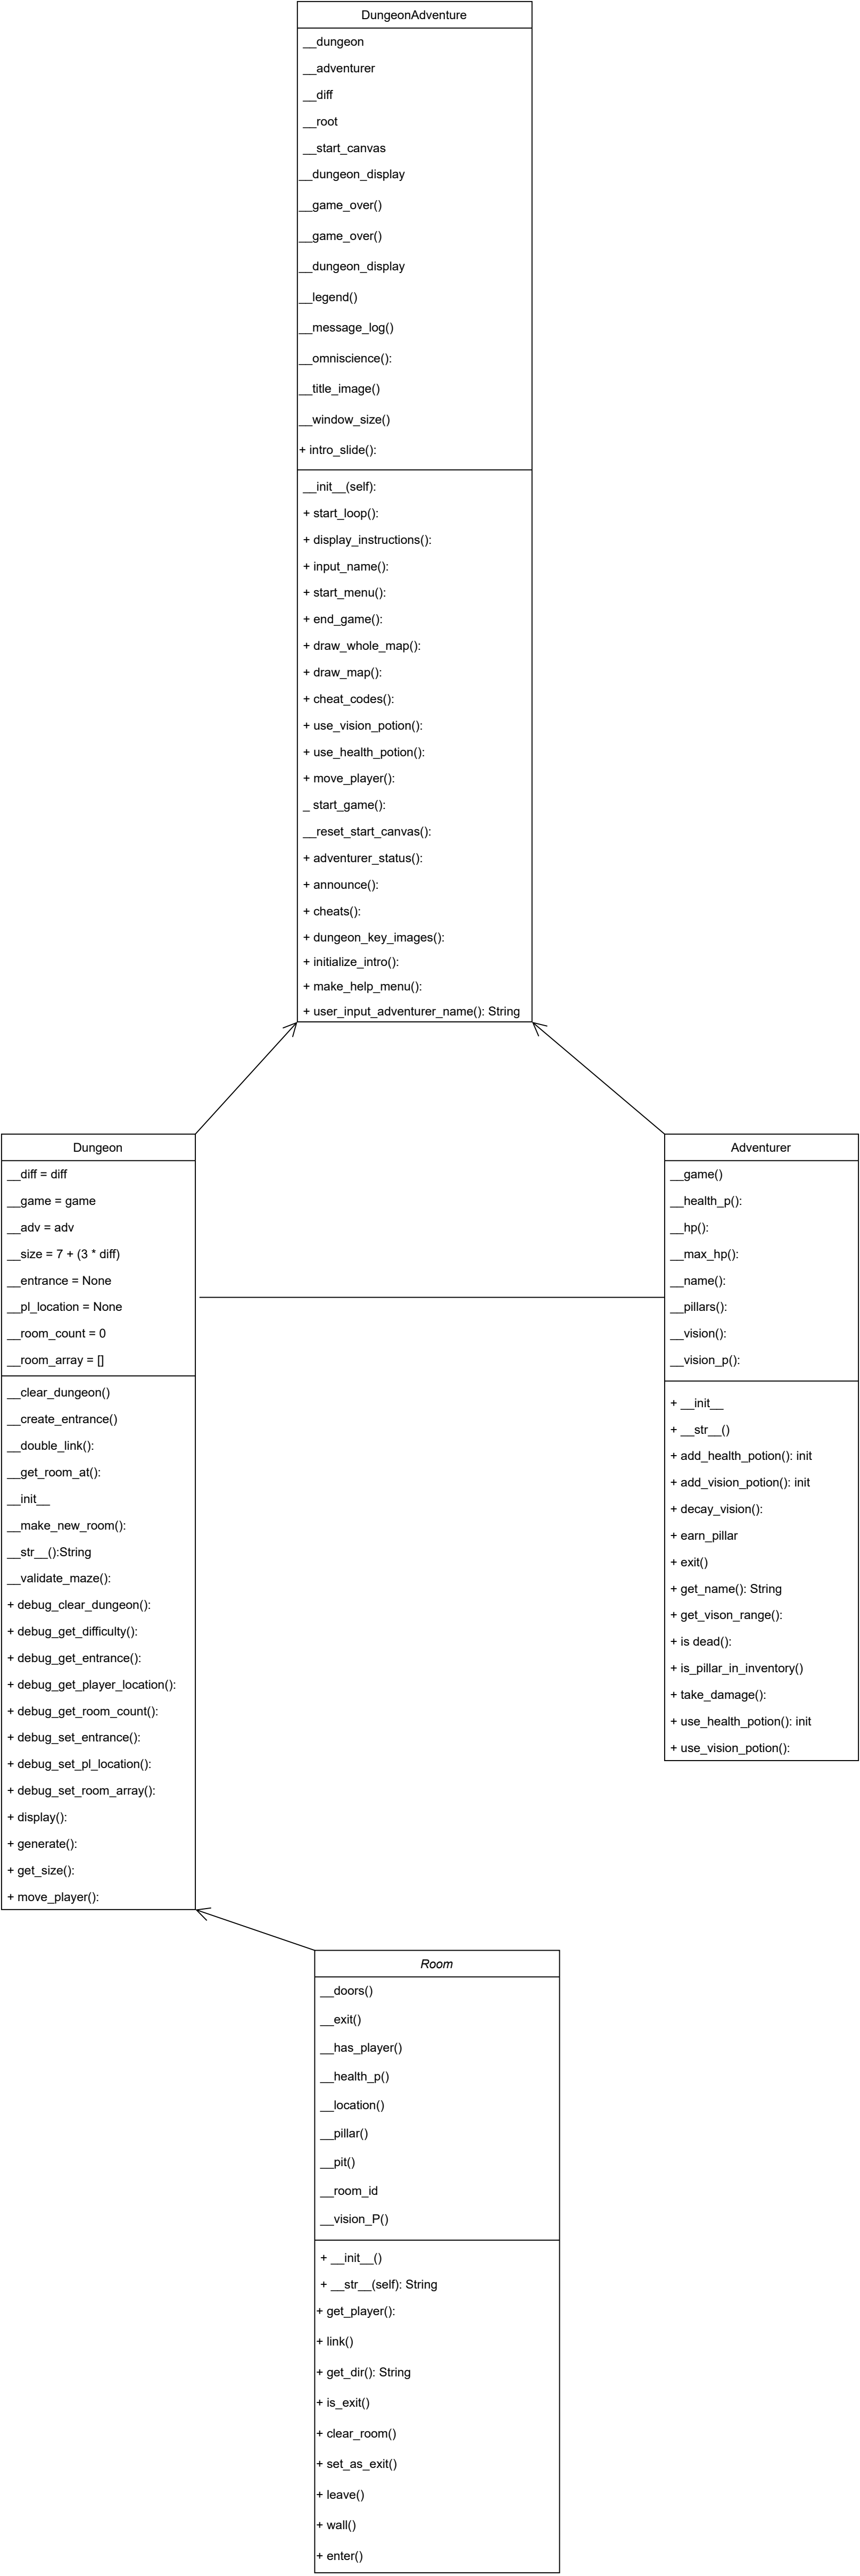 DungeonAdventure
__dungeon
__adventurer
__diff
__root
__start_canvas
__dungeon_display
__game_over()
__game_over()
__dungeon_display
__legend()
__message_log()
__omniscience():
__title_image()
__window_size()
+ intro_slide():
__init__(self):
+ start_loop():
+ display_instructions():
+ input_name():
+ start_menu():
+ end_game():
+ draw_whole_map():
+ draw_map():
+ cheat_codes():
+ use_vision_potion():
+ use_health_potion():
+ move_player():
_ start_game():
__reset_start_canvas():
+ adventurer_status():
+ announce():
+ cheats():
+ dungeon_key_images():
+ initialize_intro():
+ make_help_menu():
+ user_input_adventurer_name(): String
Dungeon
__diff = diff
__game = game
__adv = adv
__size = 7 + (3 * diff)
__entrance = None
__pl_location = None
__room_count = 0
__room_array = []
__clear_dungeon()
__create_entrance()
__double_link():
__get_room_at():
__init__
__make_new_room():
__str__():String
__validate_maze():
+ debug_clear_dungeon():
+ debug_get_difficulty():
+ debug_get_entrance():
+ debug_get_player_location():
+ debug_get_room_count():
+ debug_set_entrance():
+ debug_set_pl_location():
+ debug_set_room_array():
+ display():
+ generate():
+ get_size():
+ move_player():
Adventurer
__game()
__health_p():
__hp():
__max_hp():
__name():
__pillars():
__vision():
__vision_p():
+ __init__
+ __str__()
+ add_health_potion(): init
+ add_vision_potion(): init
+ decay_vision():
+ earn_pillar
+ exit()
+ get_name(): String
+ get_vison_range():
+ is dead():
+ is_pillar_in_inventory()
+ take_damage():
+ use_health_potion(): init
+ use_vision_potion():
Room
__doors()
__exit()
__has_player()
__health_p()
__location()
__pillar()
__pit()
__room_id
__vision_P()
+ __init__()
+ __str__(self): String
+ get_player():
+ link()
+ get_dir(): String
+ is_exit()
+ clear_room()
+ set_as_exit()
+ leave()
+ wall()
+ enter()